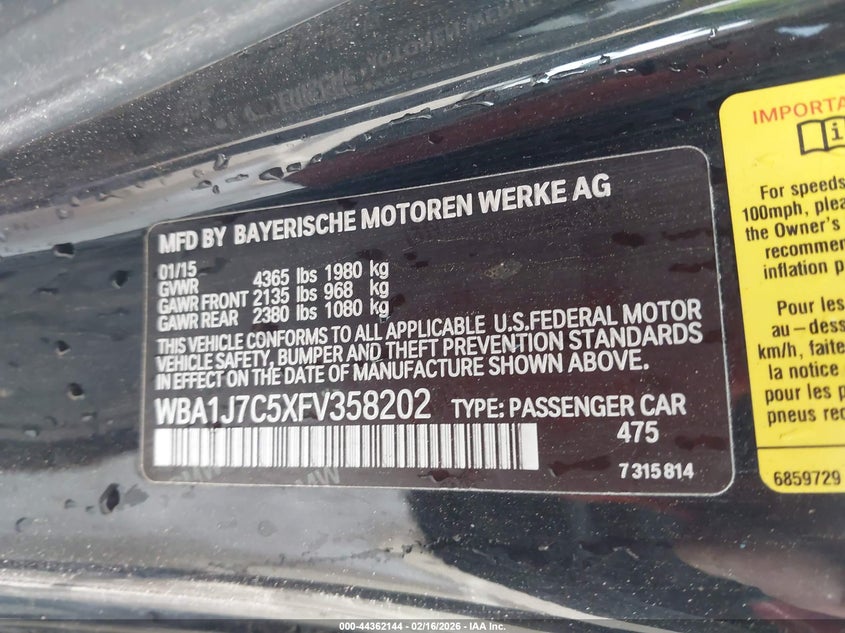 MFD BY BAYERISCHE MOTOREN WERKE AG
01/15
GVWR 4365 lbs 1980 kg
GAWR FRONT 2135 lbs 968 kg
GAWR REAR 2380 lbs 1080 kg
THIS VEHICLE CONFORMS TO ALL APPLICABLE U.S.FEDERAL MOTOR
VEHICLE SAFETY, BUMPER AND THEFT PREVENTION STANDARDS
IN EFFECT ON THE DATE OF MANUFACTURE SHOWN ABOVE.
WBA1J7C5XFV358202 TYPE: PASSENGER CAR
475
7315814
IMPORTA
For speeds
100mph, plea
the Owner's
recommen
inflation p
Pour les
au-dess
km/h, faite
la notice
pour les p
pneus rec
6859729
000-44362144 - 02/16/2026 - IAA Inc.